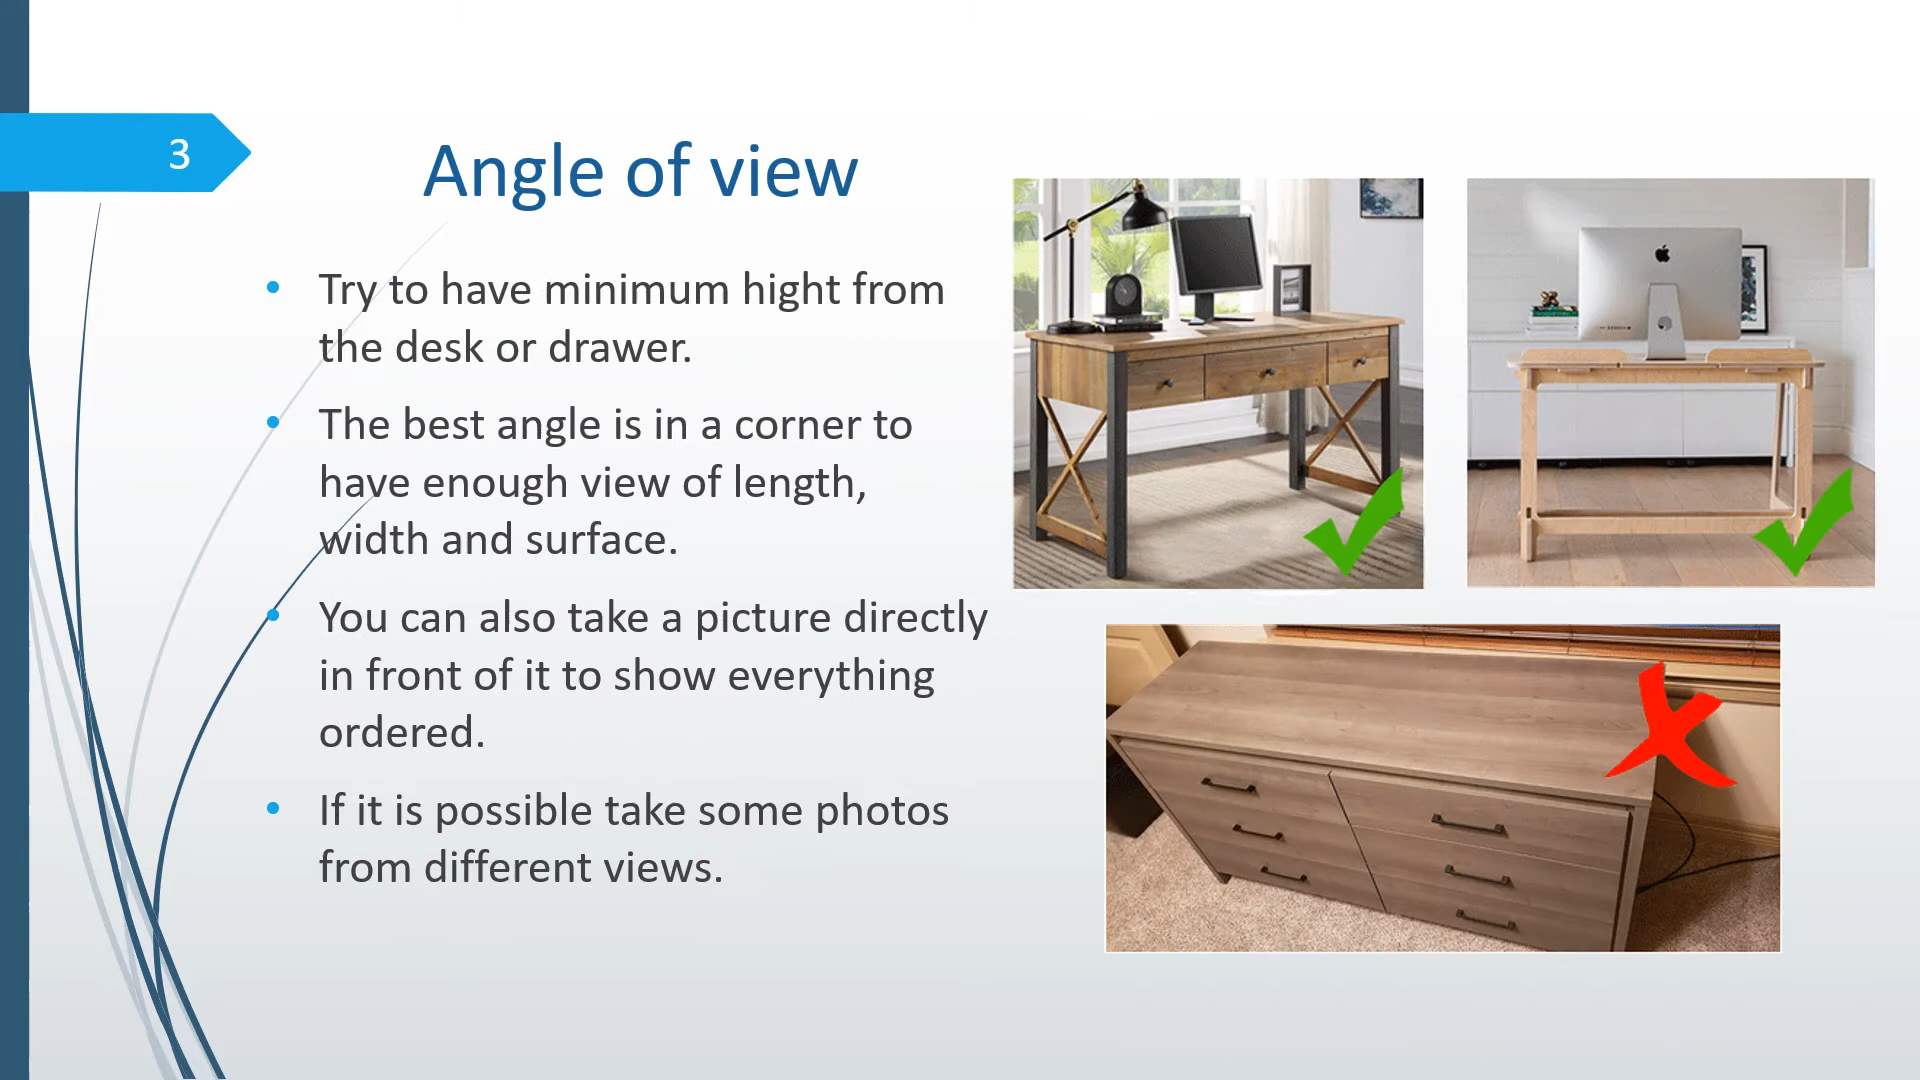 3
Angle of view
• Try to have minimum hight from
the desk or drawer.
• The best angle is in a corner to
have enough view of length,
width and surface.
• You can also take a picture directly
in front of it to show everything
ordered.
• If it is possible take some photos
from different views.